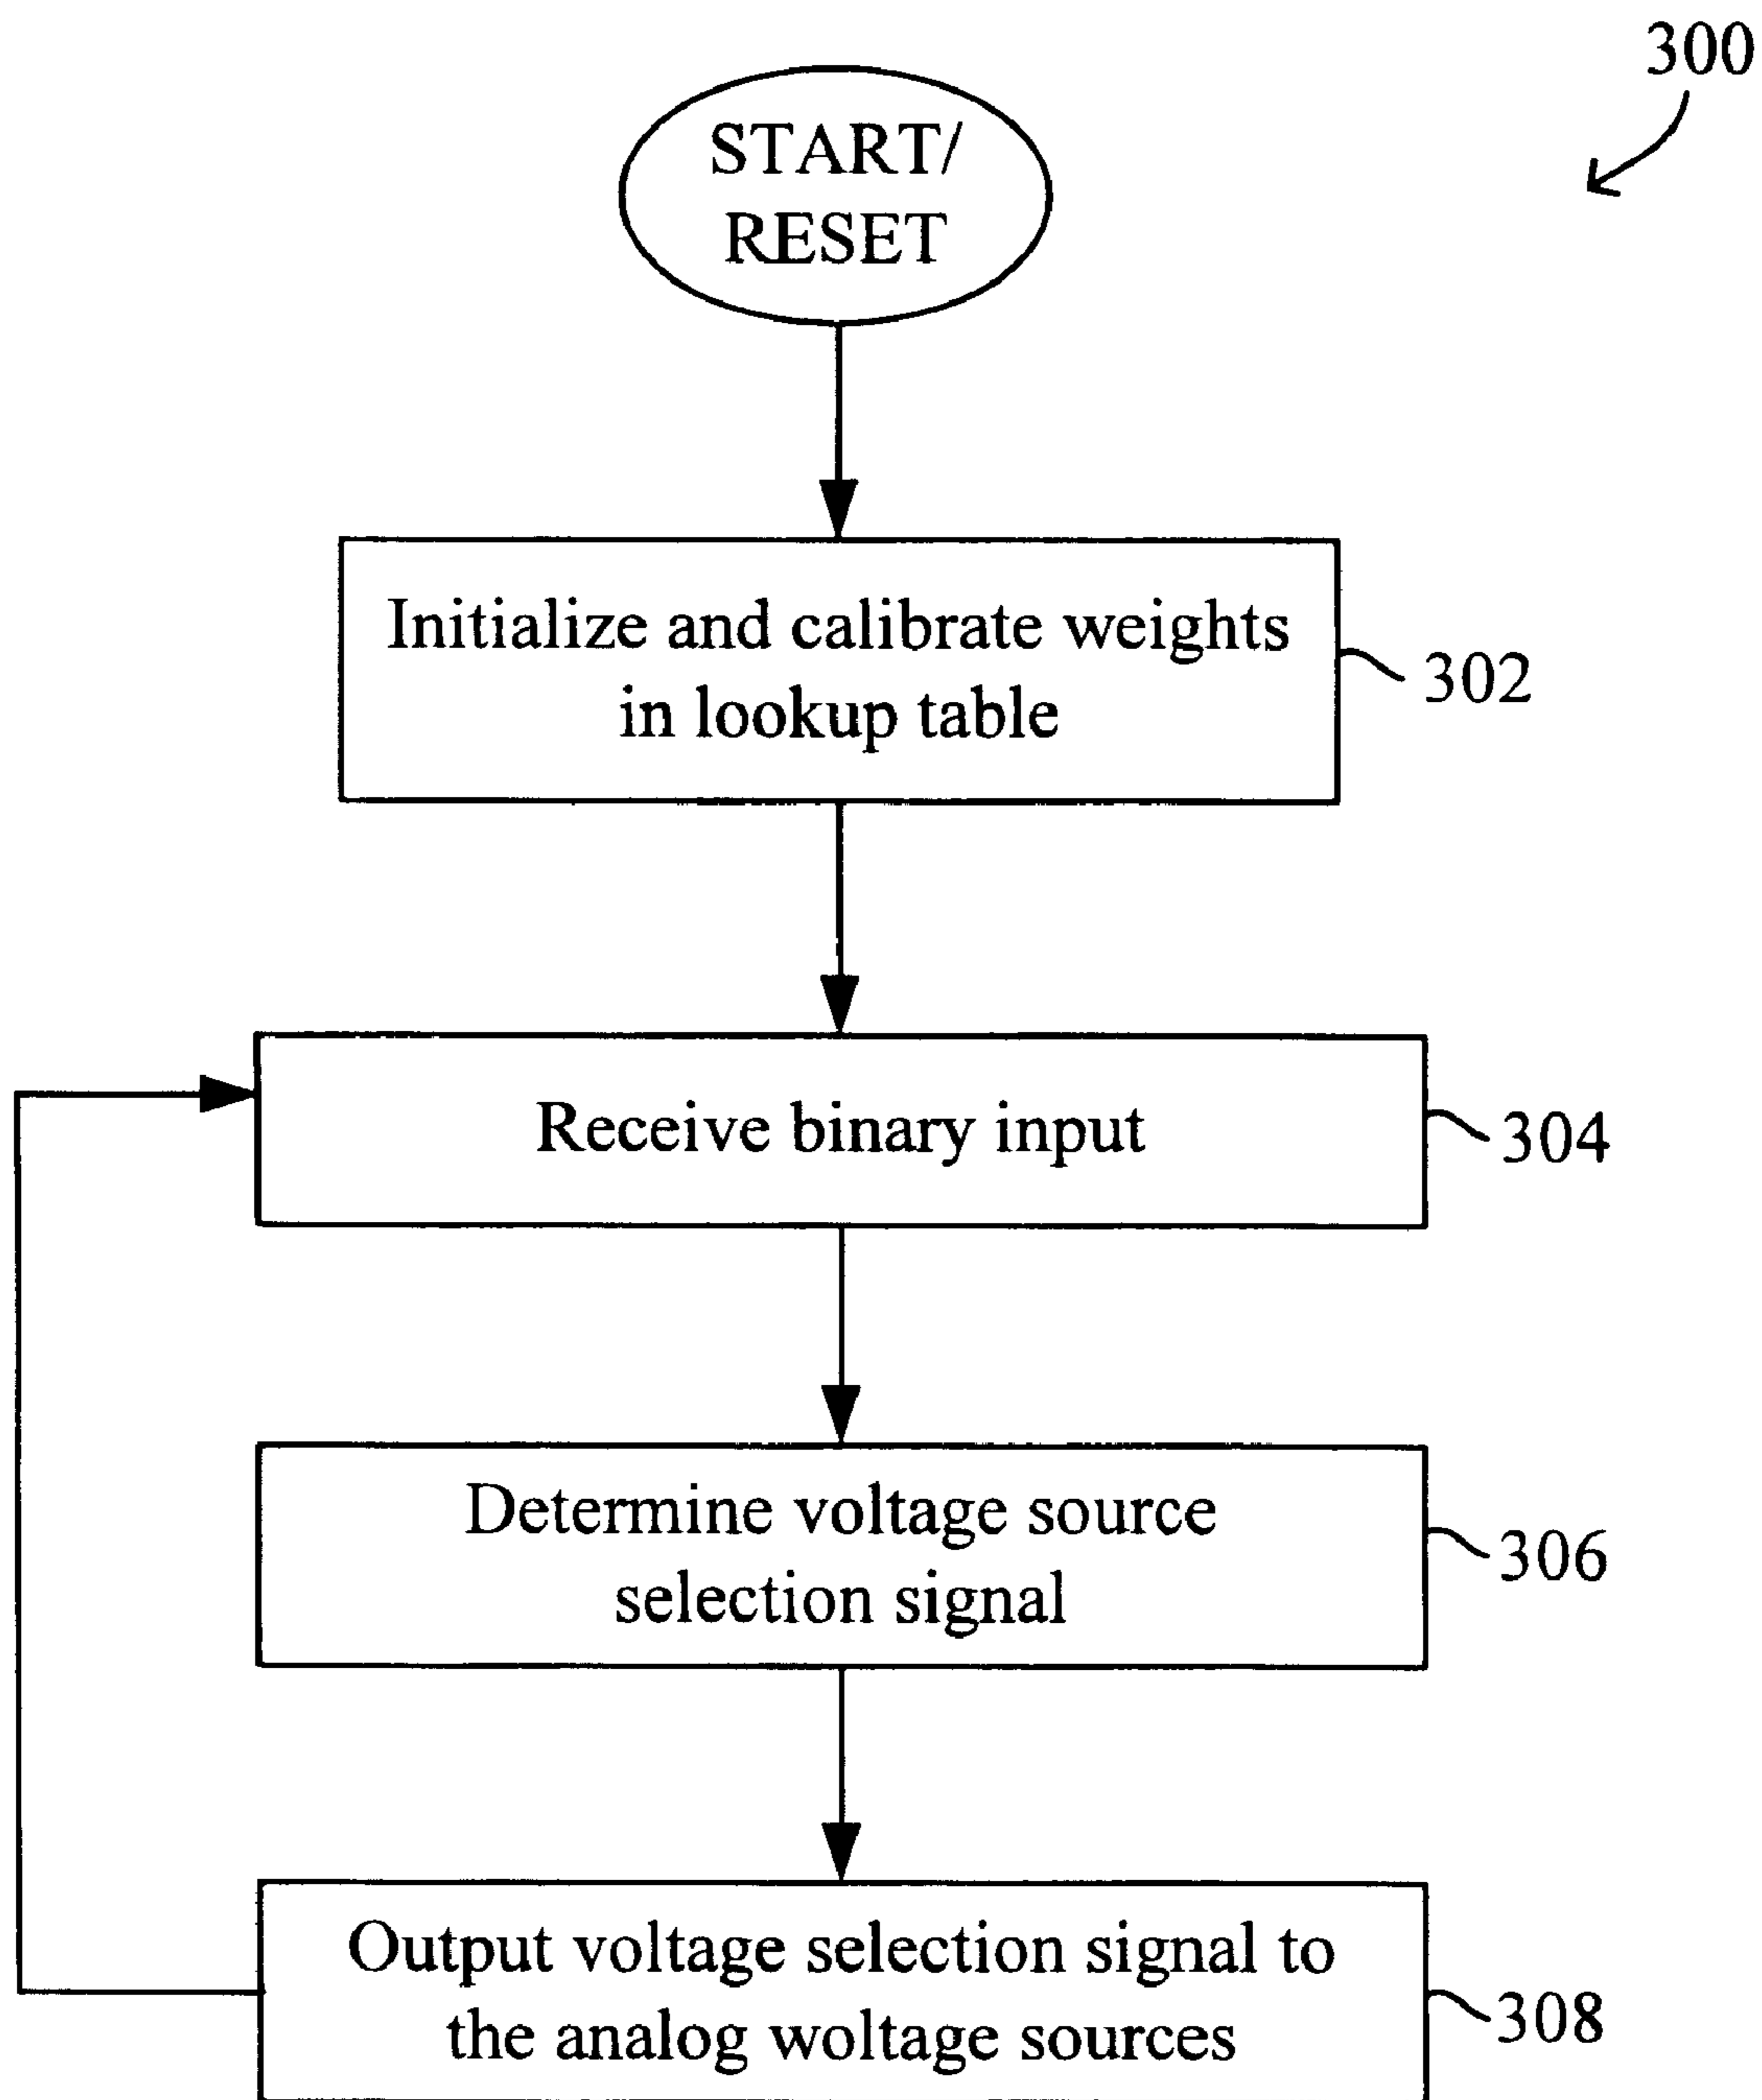 300
START/
RESET
Initialize and calibrate weights
in lookup table
302
Receive binary input
304
Determine voltage source
selection signal
306
Output voltage selection signal to
the analog woltage sources
308